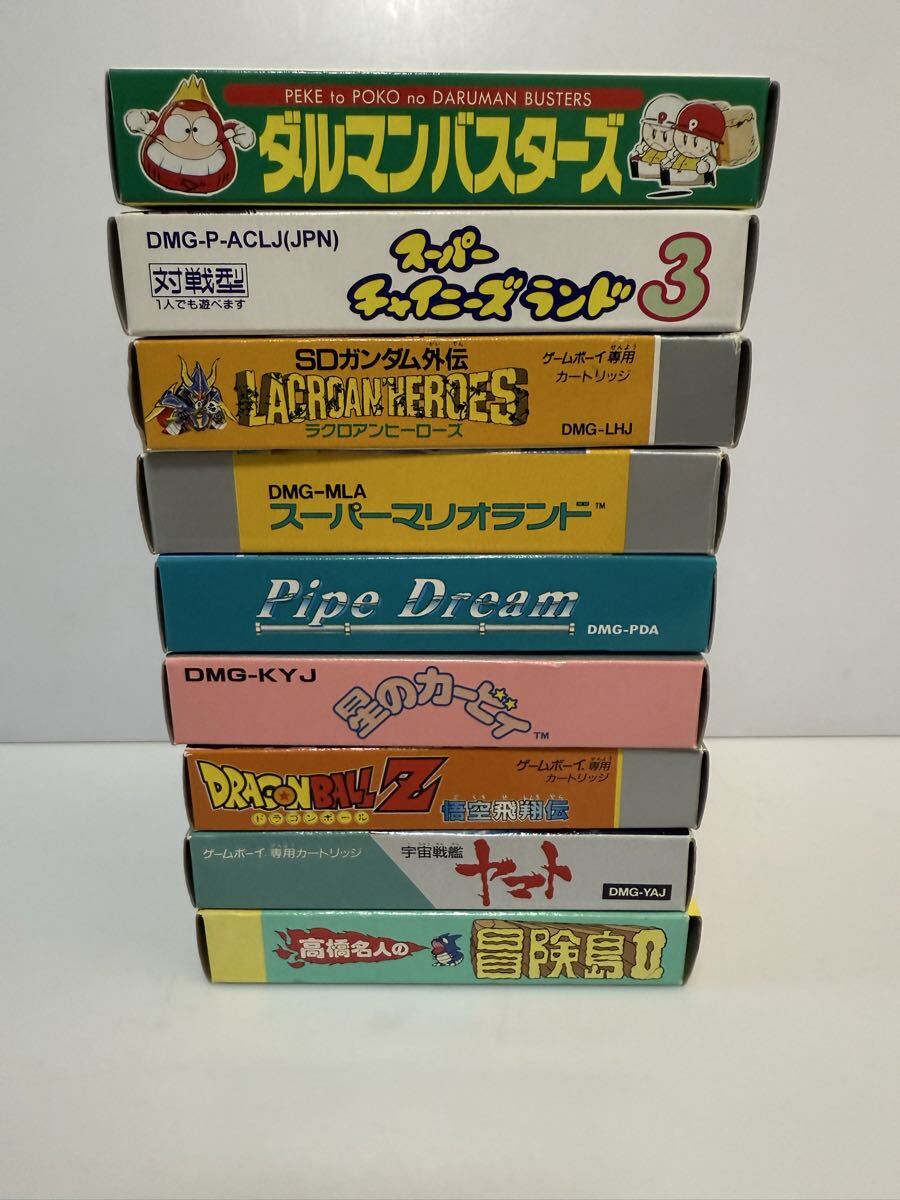 PEKE to POKO no DARUMAN BUSTERS
ダルマンバスターズ
P
P
DMG-P-ACLJ(JPN)
対戦型
1人でも遊べます
スーパー
チャイニーズ ランド 3
SDガンダム外伝
LACROAN'HEROES
ラクロアンヒーローズ
ゲームボーイ専用
カートリッジ
DMG-LHJ
DMG-MLA
スーパーマリオランド™
Pipe Dream
DMG-PDA
DMG-KYJ
星のカービィ™
DRAGON BALL Z
ドラゴンボール
悟空飛翔伝
ゲームボーイ専用
カートリッジ
ゲームボーイ専用カートリッジ
宇宙戦艦
ヤマト
DMG-YAJ
高橋名人の
冒険島II